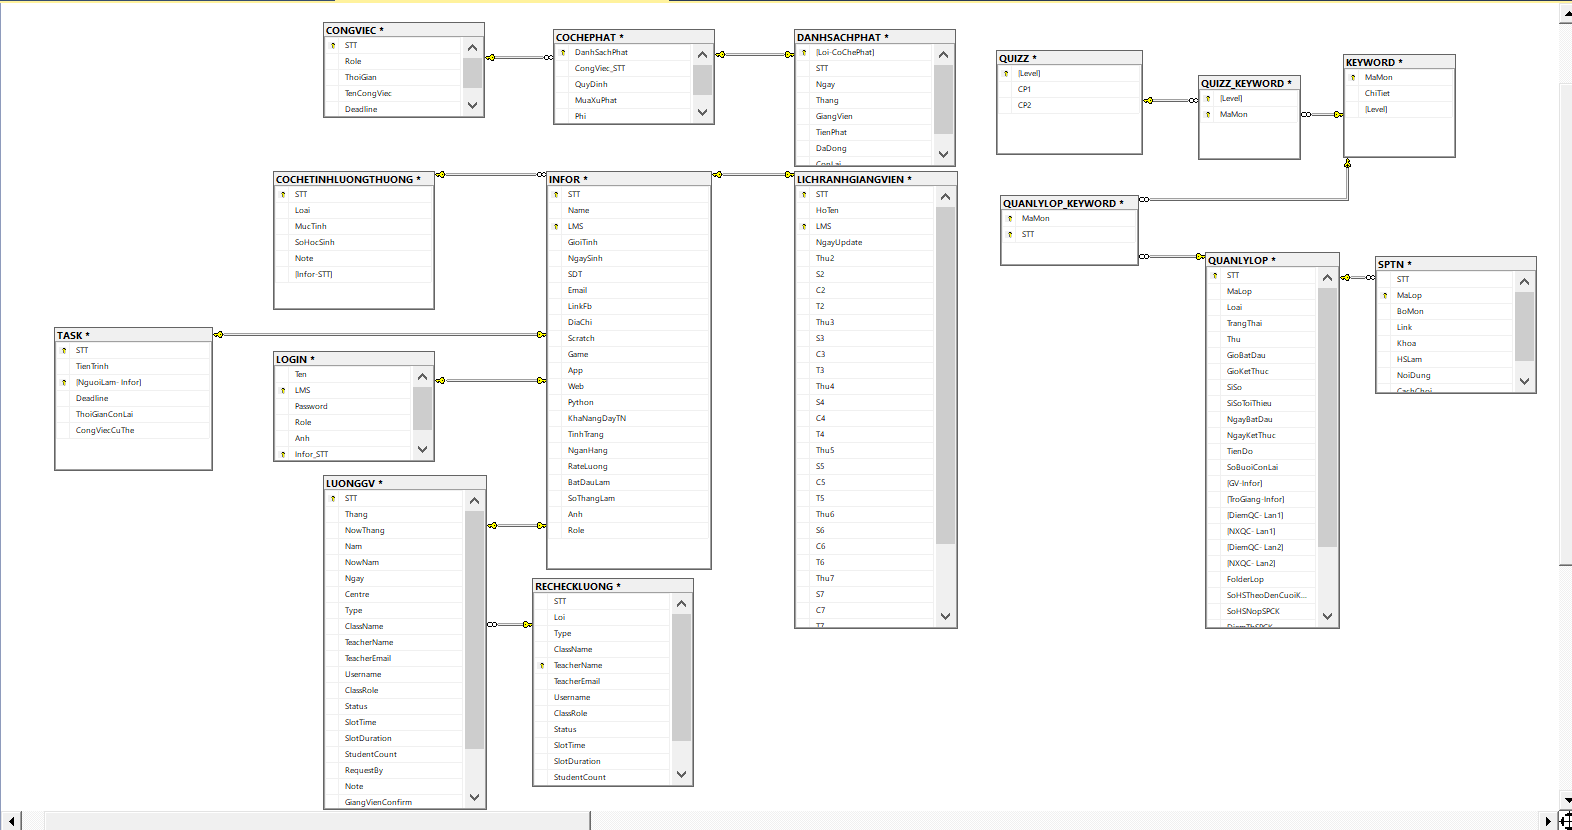 CONGVIEC *
STT
Role
ThoiGian
TenCongViec
Deadline
COCHEPHAT *
DanhSachPhat
CongViec_STT
QuyDinh
MuaXuPhat
Phi
DANHSACHPHAT *
[Loi-CoChePhat]
STT
Ngay
Thang
GiangVien
TienPhat
DaDong
ConLai
QUIZZ *
[Level]
CP1
CP2
QUIZZ_KEYWORD *
[Level]
MaMon
KEYWORD *
MaMon
ChiTiet
[Level]
COCHETINHLUONGTHUONG *
STT
Loai
MucTinh
SoHocSinh
Note
[Infor-STT]
INFOR *
STT
Name
LMS
GioiTinh
NgaySinh
SDT
Email
LinkFb
DiaChi
Scratch
Game
App
Web
Python
KhaNangDayTN
TinhTrang
NganHang
RateLuong
BatDauLam
SoThangLam
Anh
Role
LICHRANHGIANGVIEN *
STT
HoTen
LMS
NgayUpdate
Thu2
S2
C2
T2
Thu3
S3
C3
T3
Thu4
S4
C4
T4
Thu5
S5
C5
T5
Thu6
S6
C6
T6
Thu7
S7
C7
T7
QUANLYLOP_KEYWORD *
MaMon
STT
QUANLYLOP *
STT
MaLop
Loai
TrangThai
Thu
GioBatDau
GioKetThuc
SiSo
SiSoToiThieu
NgayBatDau
NgayKetThuc
TienDo
SoBuoiConLai
[GV-Infor]
[TroGiang-Infor]
[DiemQC- Lan1]
[NXQC- Lan1]
[DiemQC- Lan2]
[NXQC- Lan2]
FolderLop
SoHSTheoDenCuoiK...
SoHSNopSPCK
DiemThSPCK
SPTN *
STT
MaLop
BoMon
Link
Khoa
HSLam
NoiDung
CachChoi
TASK *
STT
TienTrinh
[NguoiLam- Infor]
Deadline
ThoiGianConLai
CongViecCuThe
LOGIN *
Ten
LMS
Password
Role
Anh
Infor_STT
LUONGGV *
STT
Thang
NowThang
Nam
NowNam
Ngay
Centre
Type
ClassName
TeacherName
TeacherEmail
Username
ClassRole
Status
SlotTime
SlotDuration
StudentCount
RequestBy
Note
GiangVienConfirm
RECHECKLUONG *
STT
Loi
Type
ClassName
TeacherName
TeacherEmail
Username
ClassRole
Status
SlotTime
SlotDuration
StudentCount